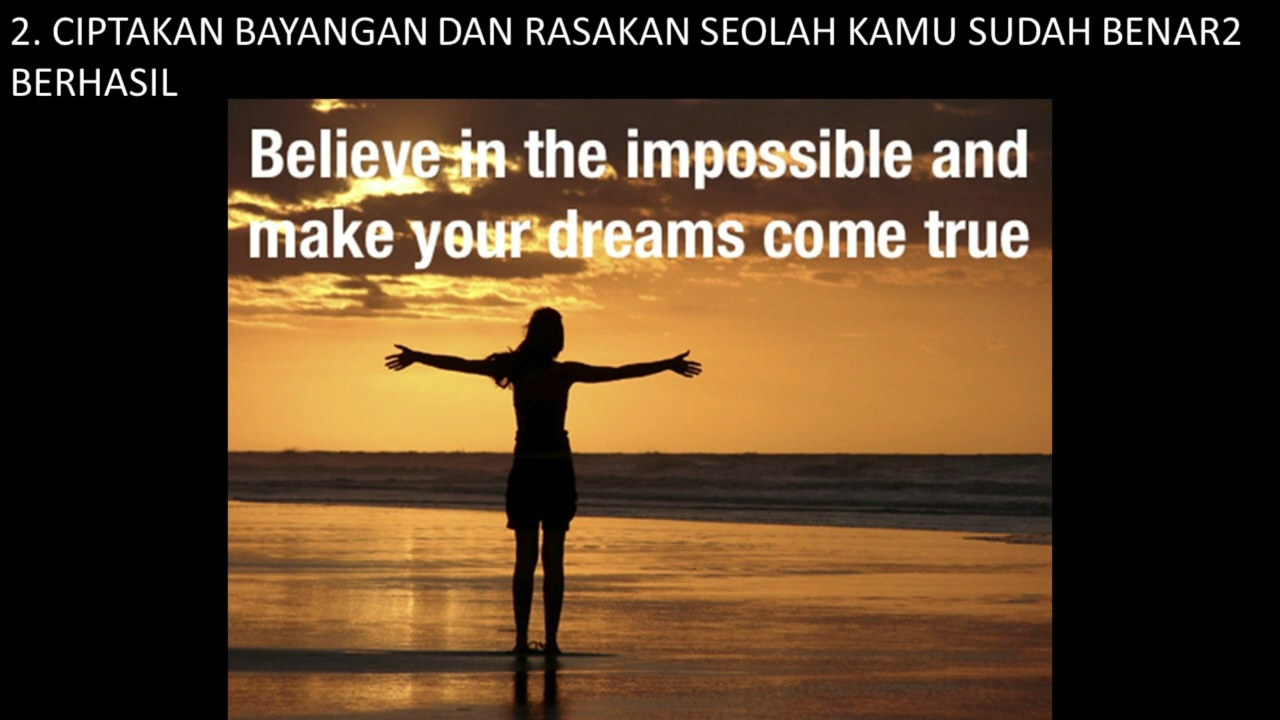 2. CIPTAKAN BAYANGAN DAN RASAKAN SEOLAH KAMU SUDAH BENAR2
BERHASIL
Believe in the impossible and
make your dreams come true